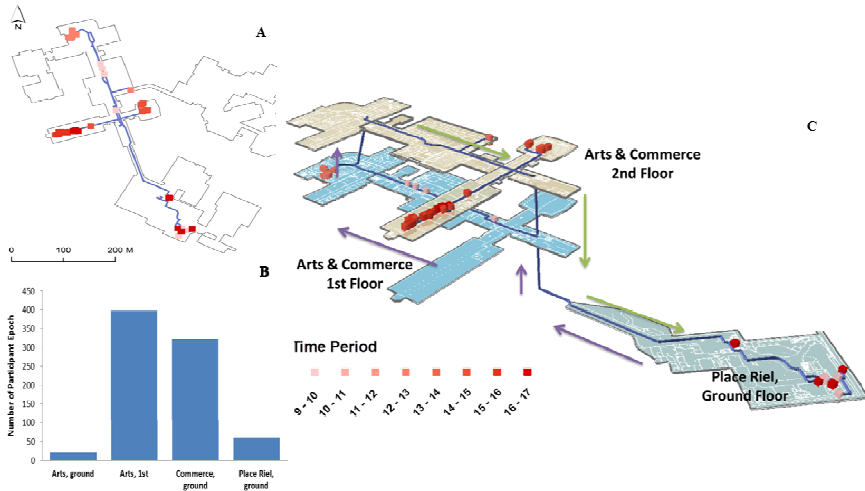 N
A
0 100 200 M
B
450
400
350
300
250
200
150
100
50
0
Number of Participant Epoch
Arts, ground
Arts, 1st
Commerce,
ground
Place Riel,
ground
C
Arts & Commerce
2nd Floor
Arts & Commerce
1st Floor
Place Riel,
Ground Floor
Time Period
9 - 10
10 - 11
11 - 12
12 - 13
13 - 14
14 - 15
15 - 16
16 - 17